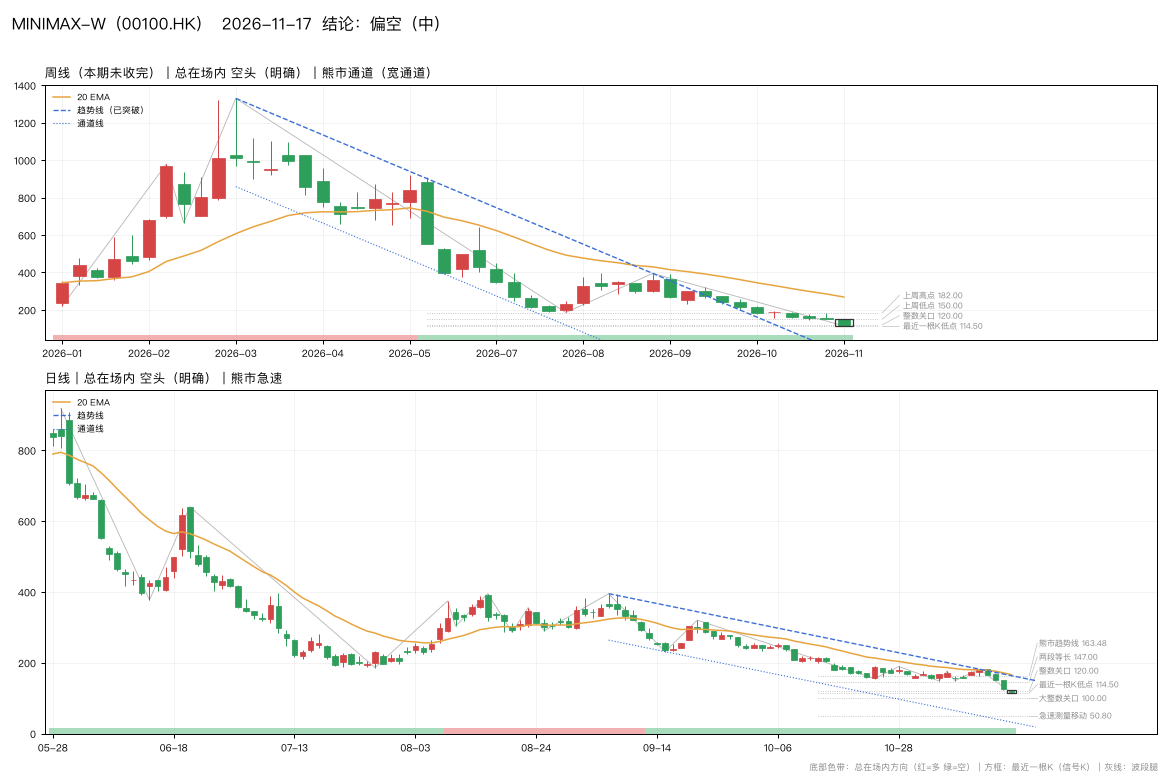 MINIMAX-W（00100.HK） 2026-11-17 结论：偏空（中）
周线（本期未收完）｜总在场内 空头（明确）｜熊市通道（宽通道）
1400
1200
1000
800
600
400
200
20 EMA
趋势线（已突破）
通道线
上周高点 182.00
上周低点 150.00
整数关口 120.00
最近一根K低点 114.50
2026-01 2026-02 2026-03 2026-04 2026-05 2026-06 2026-07 2026-08 2026-09 2026-10 2026-11
日线｜总在场内 空头（明确）｜熊市急速
800
600
400
200
0
20 EMA
趋势线
通道线
熊市趋势线 163.48
两段等长 147.00
整数关口 120.00
最近一根K低点 114.50
大整数关口 100.00
急速测量移动 50.80
05-28 06-18 07-13 08-03 08-24 09-14 10-06 10-28
底部色带：总在场内方向（红=多 绿=空）｜方框：最近一根K（信号K）｜灰线：波段腿